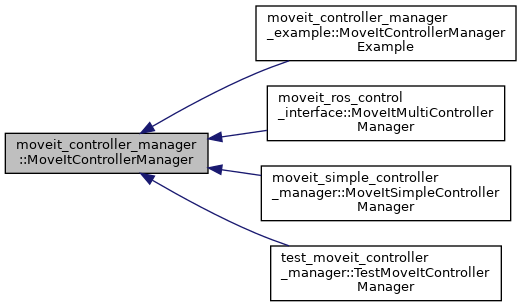 moveit_controller_manager
_example::MoveItControllerManager
Example
moveit_ros_control
_interface::MoveItMultiController
Manager
moveit_controller_manager
::MoveItControllerManager
moveit_simple_controller
_manager::MoveItSimpleController
Manager
test_moveit_controller
_manager::TestMoveItController
Manager